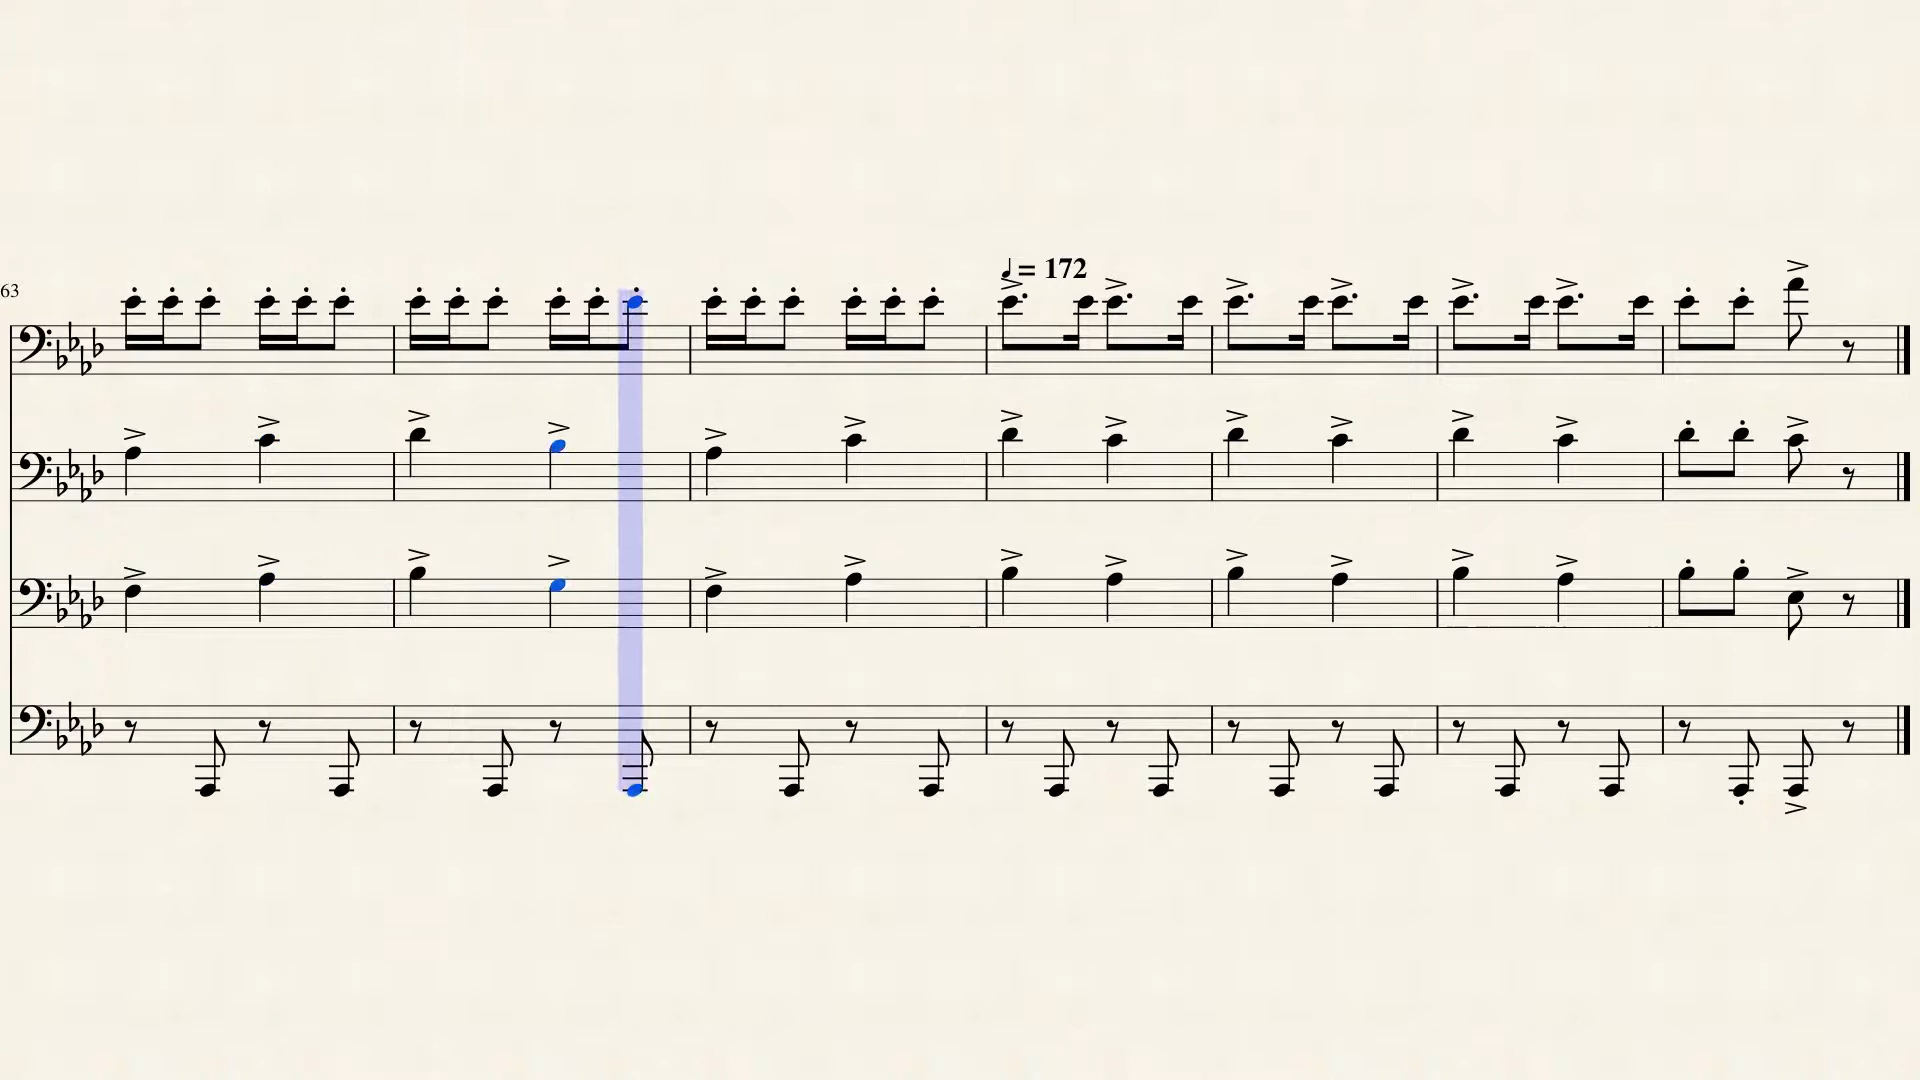 ♩ = 172
63